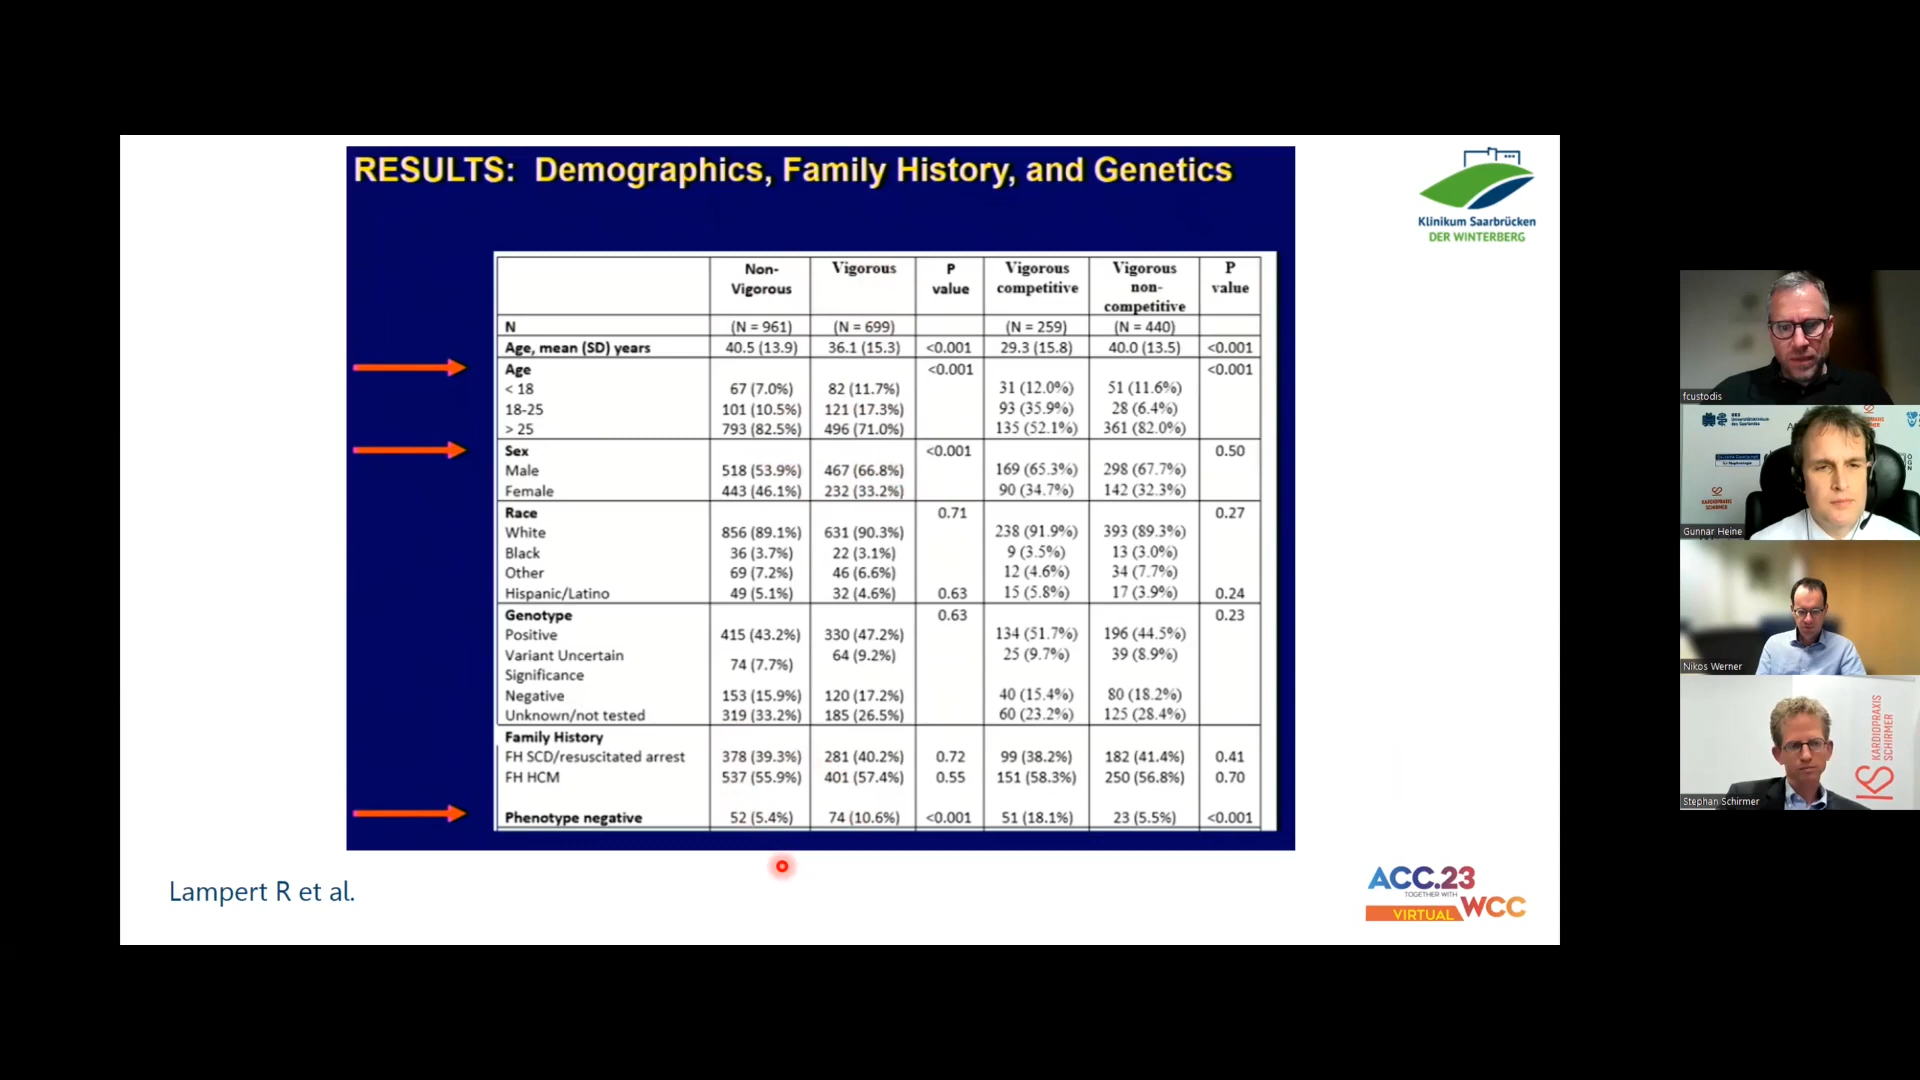 RESULTS: Demographics, Family History, and Genetics
Klinikum Saarbrücken
DER WINTERBERG
Non-Vigorous Vigorous P value Vigorous competitive Vigorous non-competitive P value
N (N = 961) (N = 699) (N = 259) (N = 440)
Age, mean (SD) years 40.5 (13.9) 36.1 (15.3) <0.001 29.3 (15.8) 40.0 (13.5) <0.001
Age <0.001 <0.001
< 18 67 (7.0%) 82 (11.7%) 31 (12.0%) 51 (11.6%)
18-25 101 (10.5%) 121 (17.3%) 93 (35.9%) 28 (6.4%)
> 25 793 (82.5%) 496 (71.0%) 135 (52.1%) 361 (82.0%)
Sex <0.001 0.50
Male 518 (53.9%) 467 (66.8%) 169 (65.3%) 298 (67.7%)
Female 443 (46.1%) 232 (33.2%) 90 (34.7%) 142 (32.3%)
Race 0.71 0.27
White 856 (89.1%) 631 (90.3%) 238 (91.9%) 393 (89.3%)
Black 36 (3.7%) 22 (3.1%) 9 (3.5%) 13 (3.0%)
Other 69 (7.2%) 46 (6.6%) 12 (4.6%) 34 (7.7%)
Hispanic/Latino 49 (5.1%) 32 (4.6%) 0.63 15 (5.8%) 17 (3.9%) 0.24
Genotype 0.63 0.23
Positive 415 (43.2%) 330 (47.2%) 134 (51.7%) 196 (44.5%)
Variant Uncertain Significance 74 (7.7%) 64 (9.2%) 25 (9.7%) 39 (8.9%)
Negative 153 (15.9%) 120 (17.2%) 40 (15.4%) 80 (18.2%)
Unknown/not tested 319 (33.2%) 185 (26.5%) 60 (23.2%) 125 (28.4%)
Family History
FH SCD/resuscitated arrest 378 (39.3%) 281 (40.2%) 0.72 99 (38.2%) 182 (41.4%) 0.41
FH HCM 537 (55.9%) 401 (57.4%) 0.55 151 (58.3%) 250 (56.8%) 0.70
Phenotype negative 52 (5.4%) 74 (10.6%) <0.001 51 (18.1%) 23 (5.5%) <0.001
Lampert R et al.
ACC.23
TOGETHER WITH
VIRTUAL WCC
fcustodis
Gunnar Heine
Nikos Werner
KARDIOPRAXIS
SCHIRMER
Stephan Schirmer